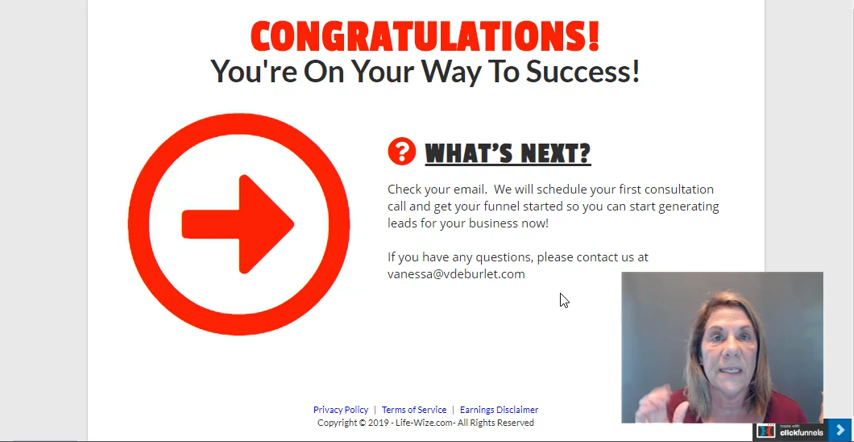 CONGRATULATIONS!
You're On Your Way To Success!
? WHAT'S NEXT?
Check your email.  We will schedule your first consultation
call and get your funnel started so you can start generating
leads for your business now!
If you have any questions, please contact us at
vanessa@vdeburlet.com
Privacy Policy | Terms of Service | Earnings Disclaimer
Copyright © 2019 - Life-Wize.com- All Rights Reserved
made with
clickfunnels